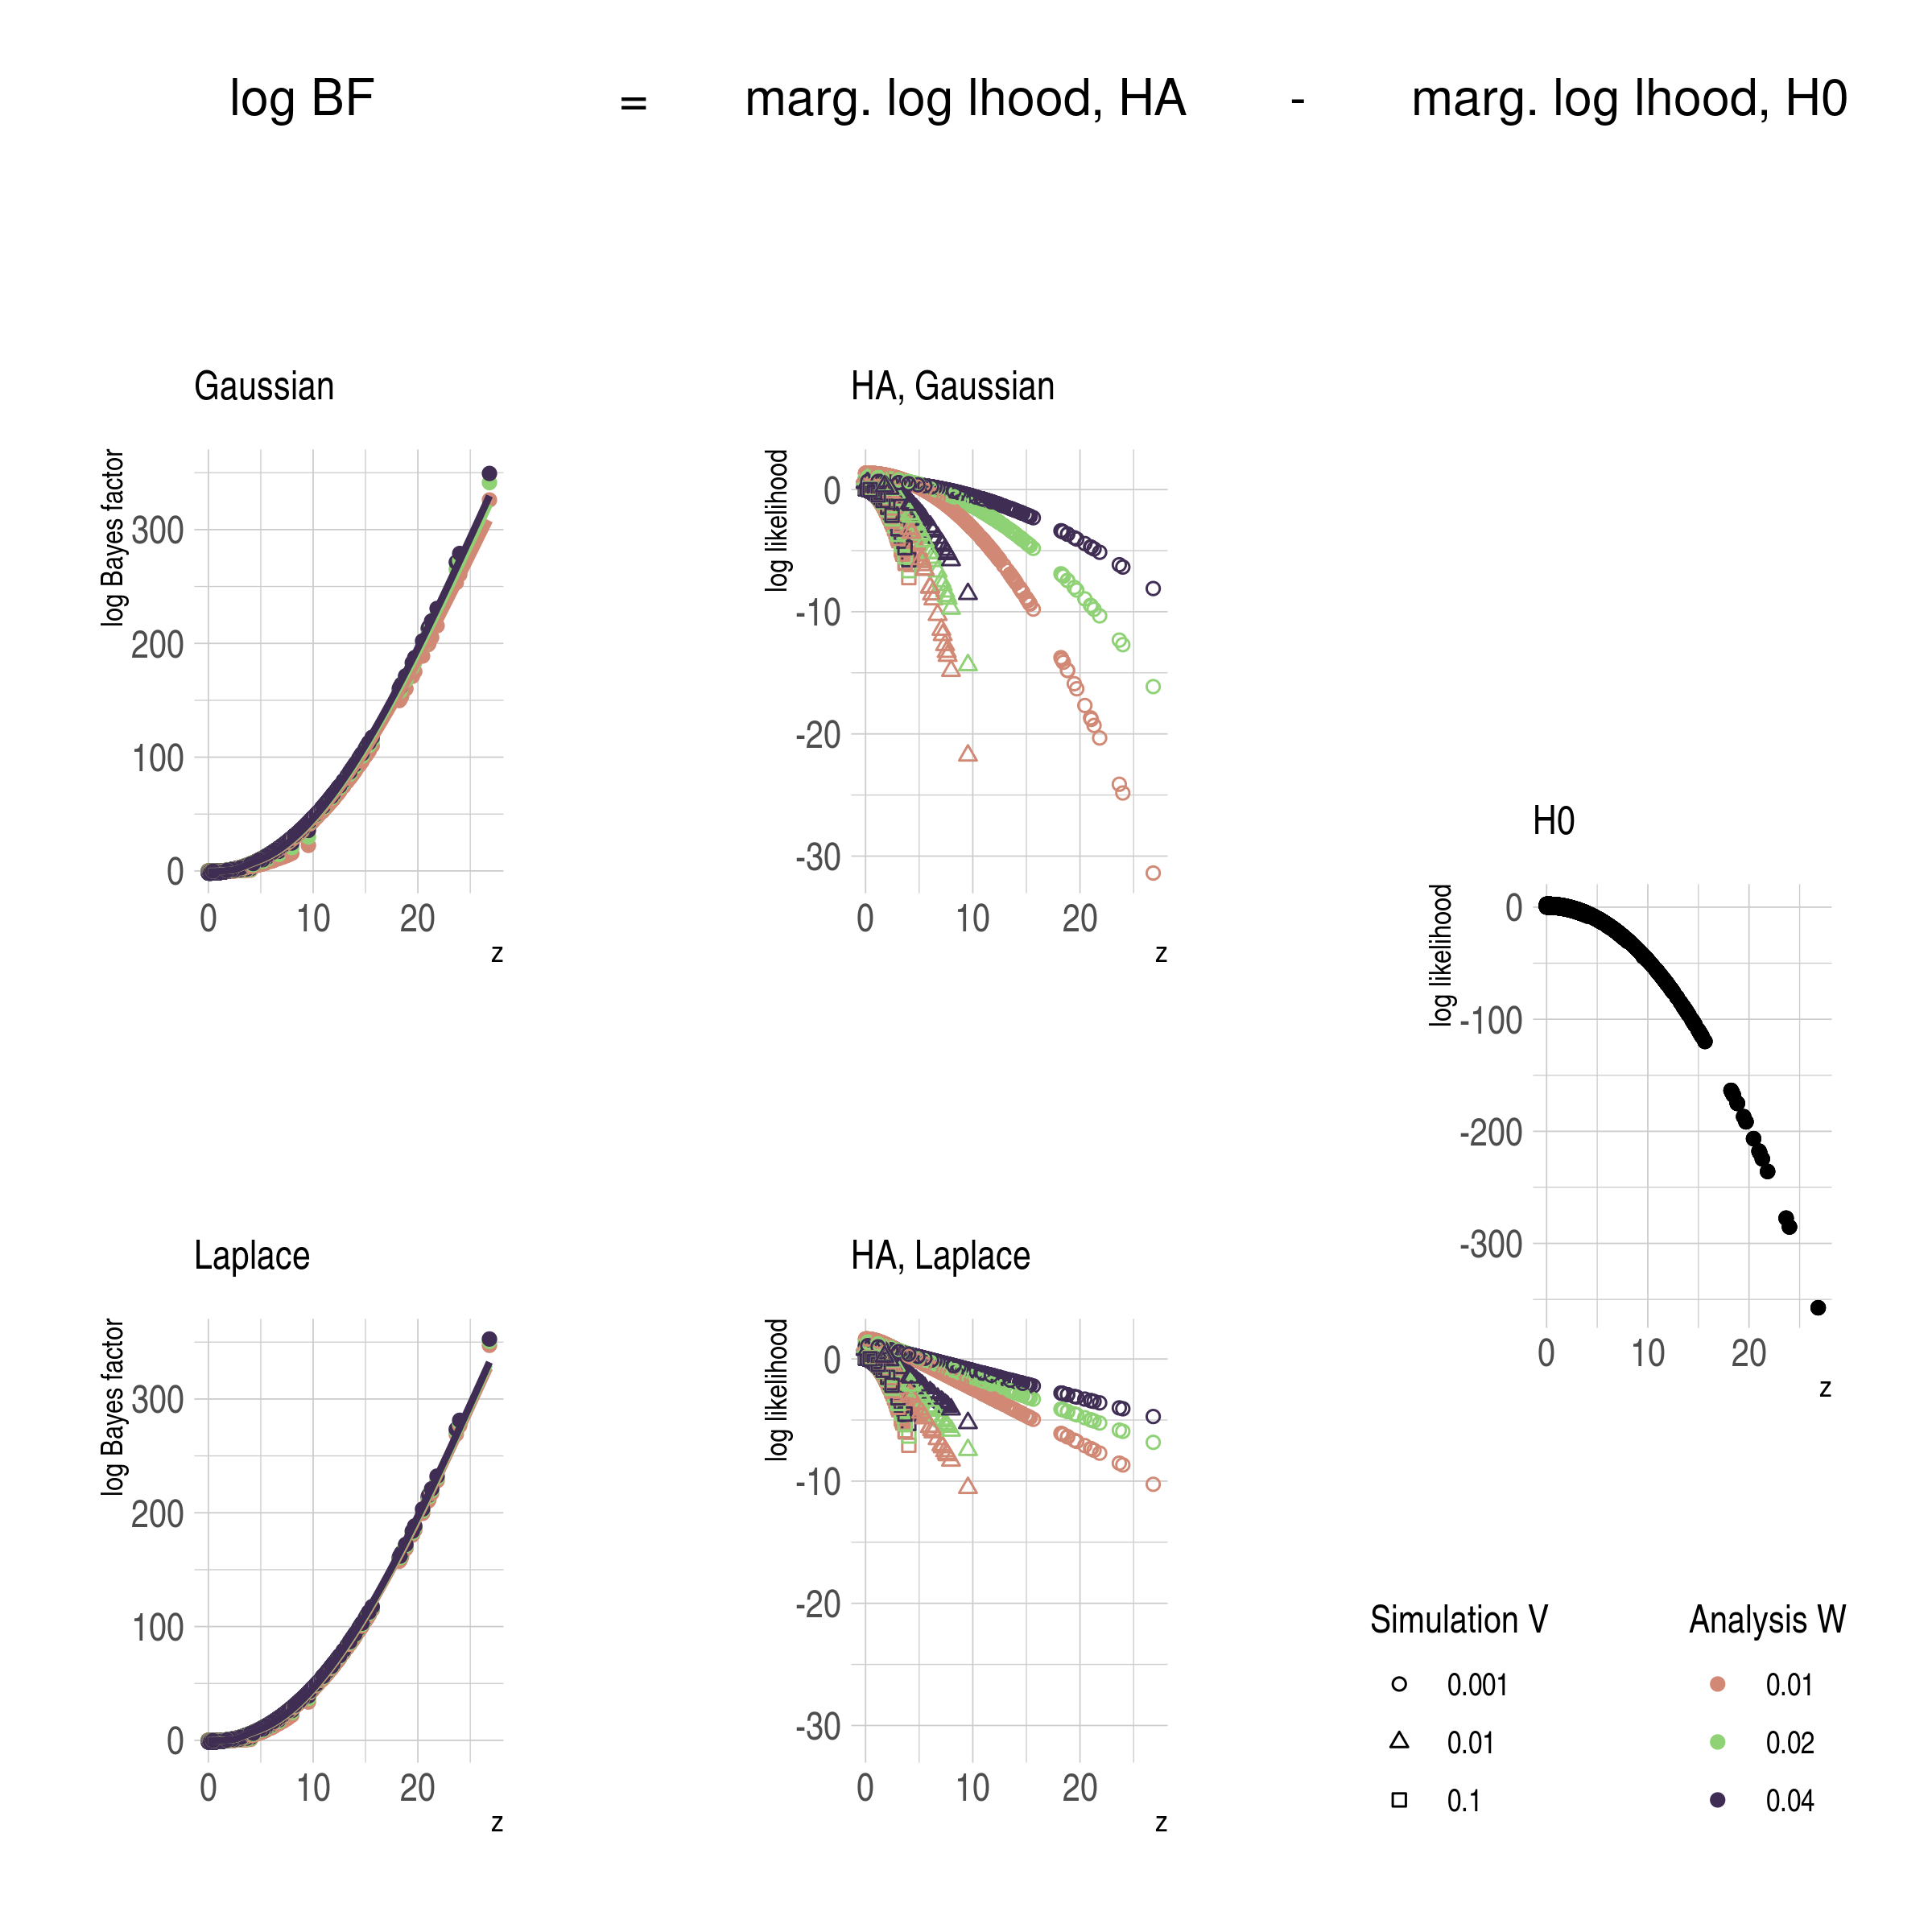 log BF = marg. log lhood, HA - marg. log lhood, H0
Gaussian
log Bayes factor
300
200
100
0
0 10 20
z
HA, Gaussian
log likelihood
0
-10
-20
-30
0 10 20
z
H0
log likelihood
0
-100
-200
-300
0 10 20
z
Laplace
log Bayes factor
300
200
100
0
0 10 20
z
HA, Laplace
log likelihood
0
-10
-20
-30
0 10 20
z
Simulation V
0.001
0.01
0.1
Analysis W
0.01
0.02
0.04